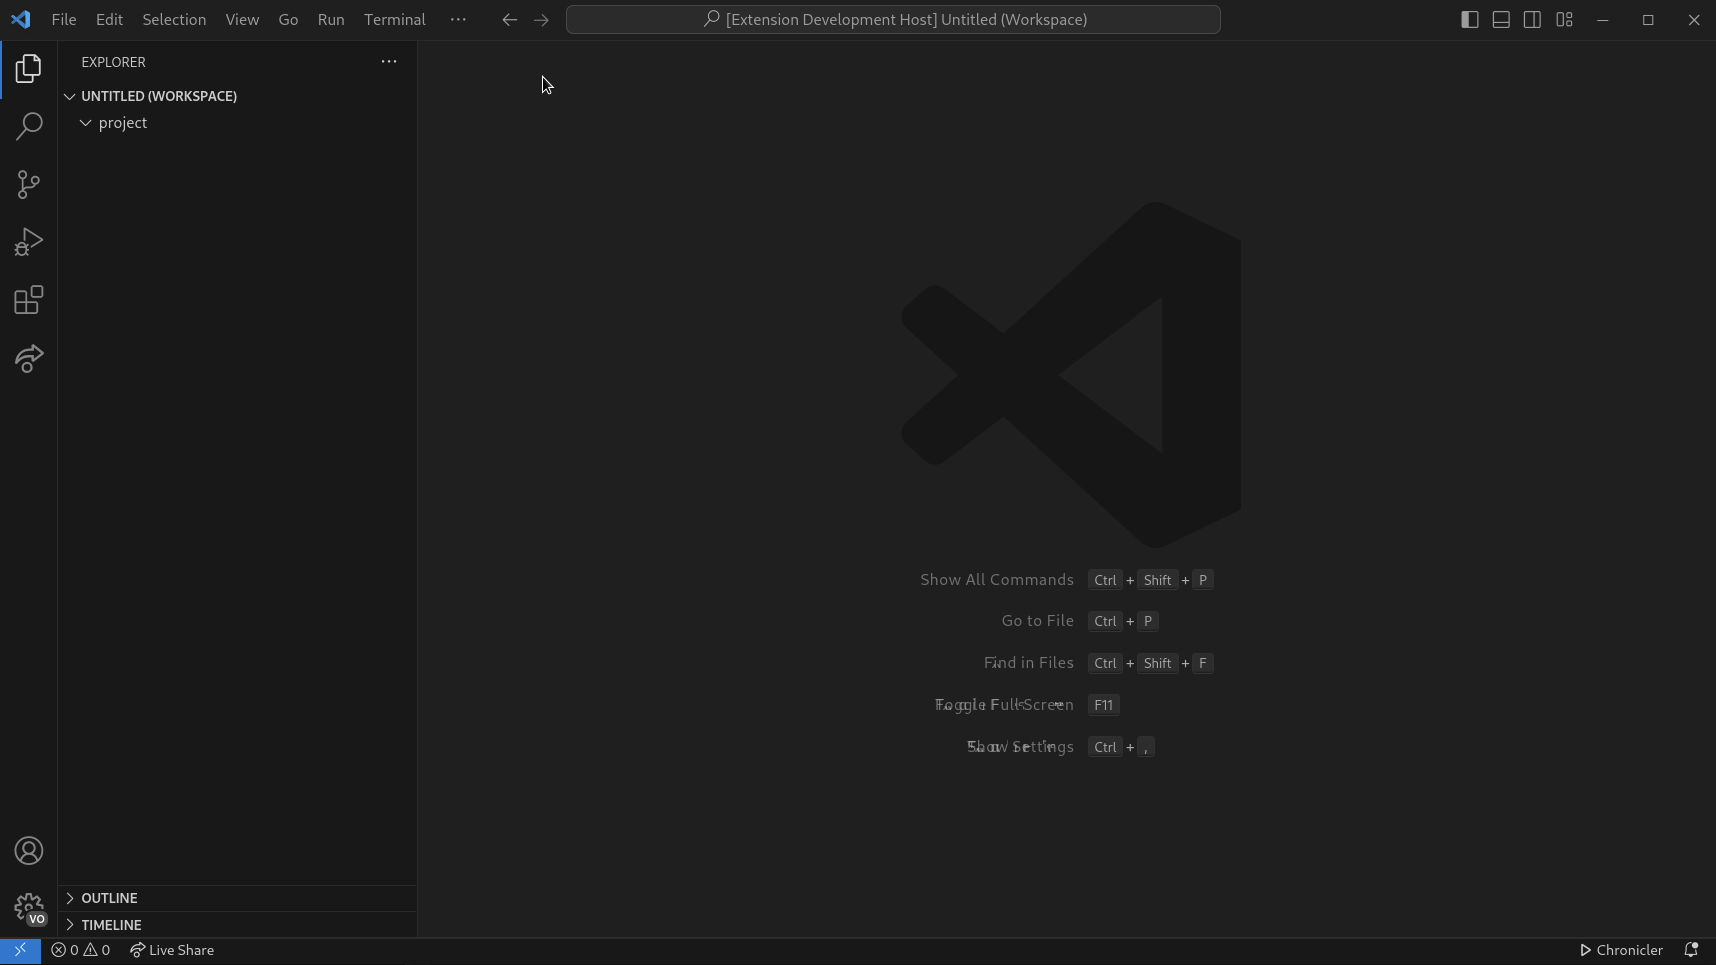 File Edit Selection View Go Run Terminal ··· [Extension Development Host] Untitled (Workspace)
EXPLORER ···
UNTITLED (WORKSPACE)
project
Show All Commands Ctrl + Shift + P
Go to File Ctrl + P
Find in Files Ctrl + Shift + F
Toggle Full Screen F11
Show Settings Ctrl + ,
OUTLINE
VO
TIMELINE
0 0 Live Share Chronicler